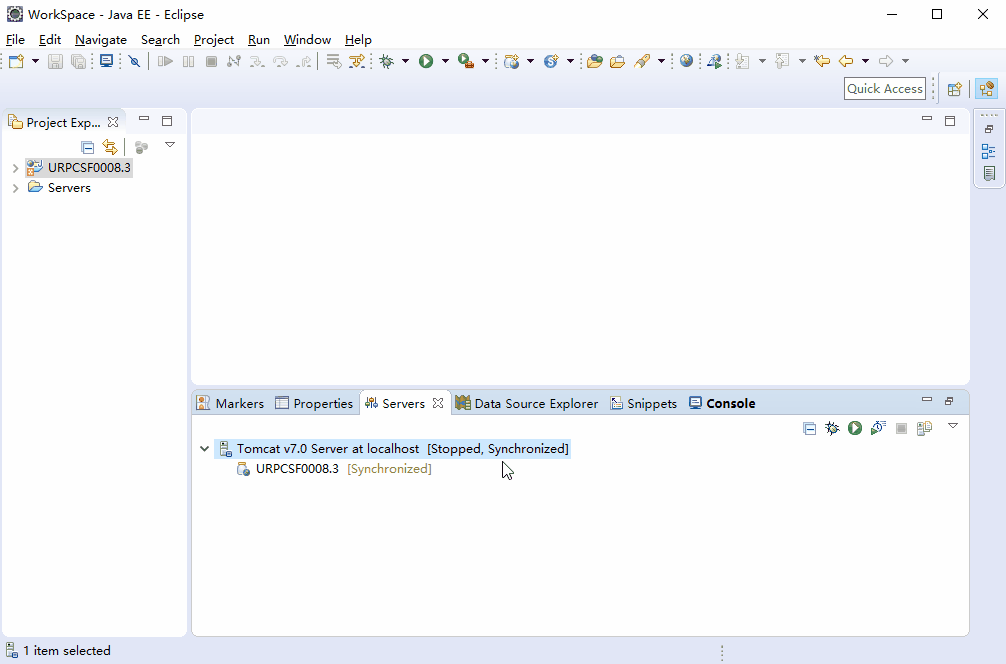 WorkSpace - Java EE - Eclipse
File Edit Navigate Search Project Run Window Help
Quick Access
Project Exp...
URPCSF0008.3
Servers
Markers Properties Servers Data Source Explorer Snippets Console
Tomcat v7.0 Server at localhost [Stopped, Synchronized]
URPCSF0008.3 [Synchronized]
1 item selected